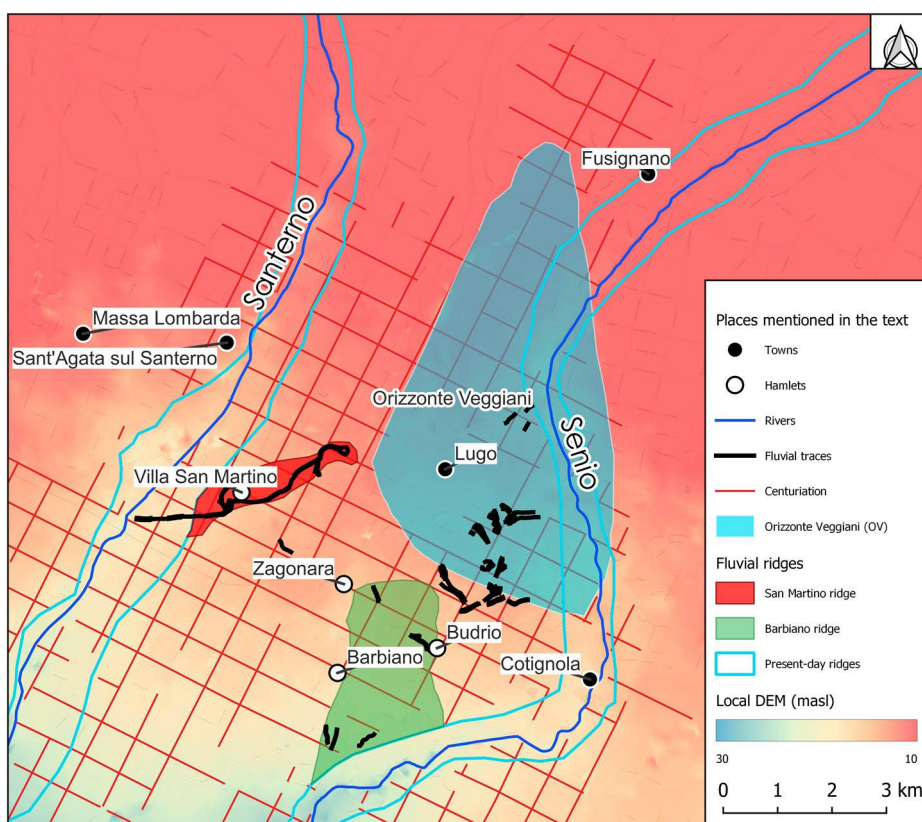 Fusignano
Santerno
Massa Lombarda
Sant'Agata sul Santerno
Orizzonte Veggiani
Senio
Lugo
Villa San Martino
Zagonara
Budrio
Barbiano
Cotignola
Places mentioned in the text
Towns
Hamlets
Rivers
Fluvial traces
Centuriation
Orizzonte Veggiani (OV)
Fluvial ridges
San Martino ridge
Barbiano ridge
Present-day ridges
Local DEM (masl)
30 10
0 1 2 3 km